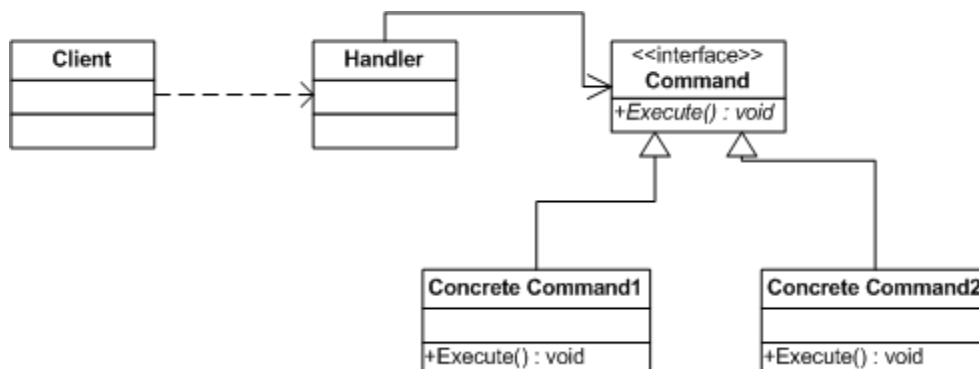 Client
Handler
<<interface>>
Command
+Execute() : void
Concrete Command1
+Execute() : void
Concrete Command2
+Execute() : void